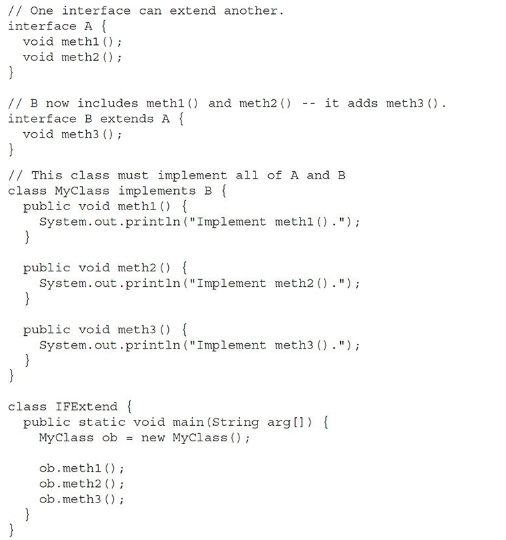 // One interface can extend another.
interface A {
  void meth1();
  void meth2();
}

// B now includes meth1() and meth2() -- it adds meth3().
interface B extends A {
  void meth3();
}

// This class must implement all of A and B
class MyClass implements B {
  public void meth1() {
    System.out.println("Implement meth1().");
  }

  public void meth2() {
    System.out.println("Implement meth2().");
  }

  public void meth3() {
    System.out.println("Implement meth3().");
  }
}

class IFExtend {
  public static void main(String arg[]) {
    MyClass ob = new MyClass();

    ob.meth1();
    ob.meth2();
    ob.meth3();
  }
}